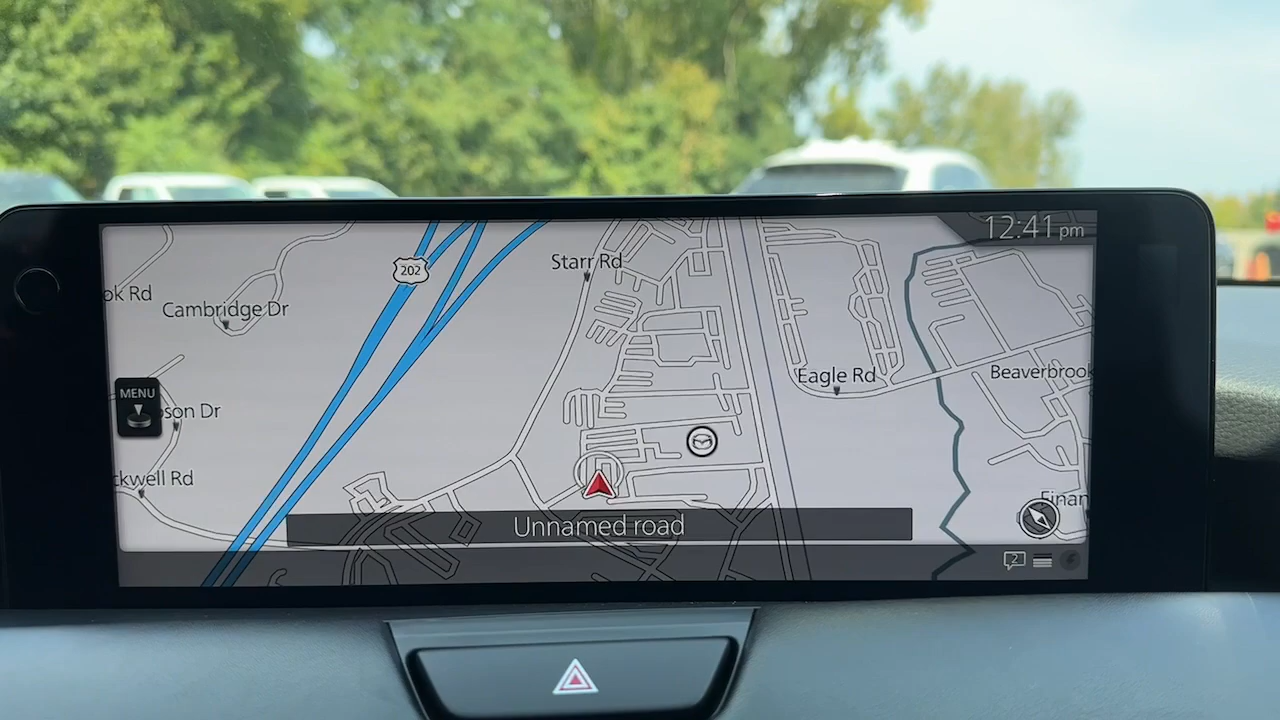 12:41 pm
Starr Rd
202
ok Rd
Cambridge Dr
Eagle Rd
Beaverbrook
MENU
son Dr
ckwell Rd
Finan
Unnamed road
2